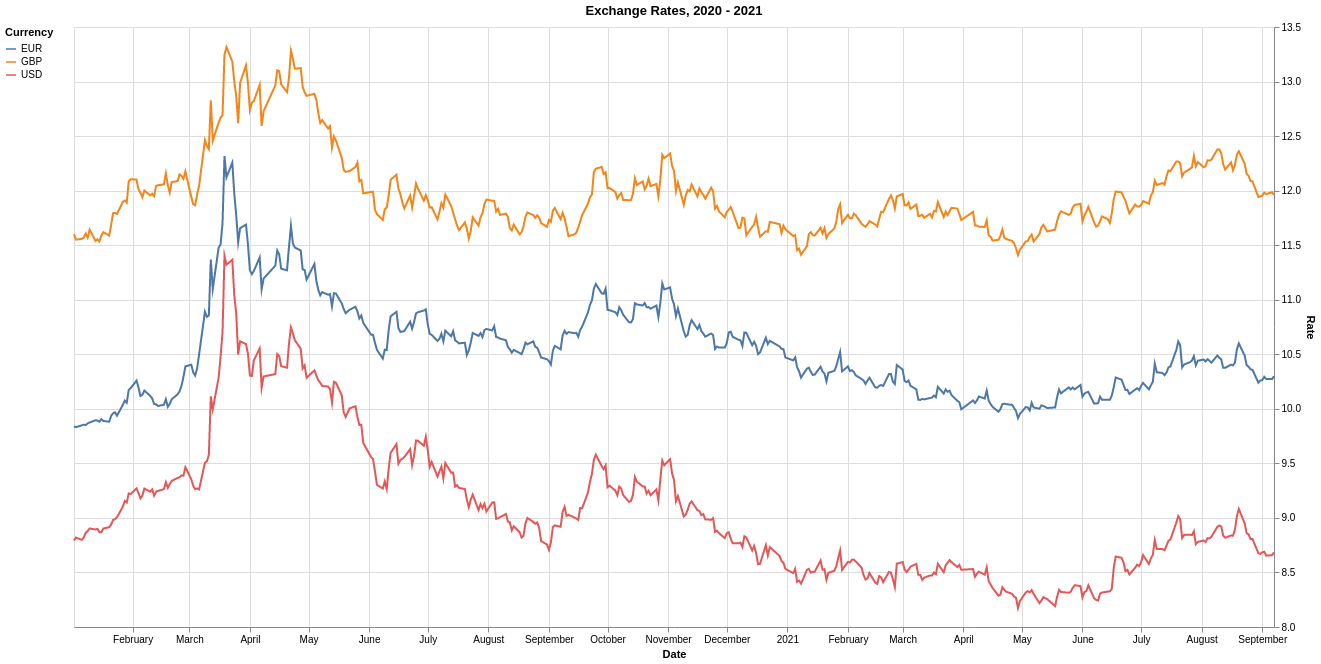 Exchange Rates, 2020 - 2021
Currency
EUR
GBP
USD
13.5
13.0
12.5
12.0
11.5
11.0
10.5
10.0
9.5
9.0
8.5
8.0
Rate
February March April May June July August September October November December 2021 February March April May June July August September
Date